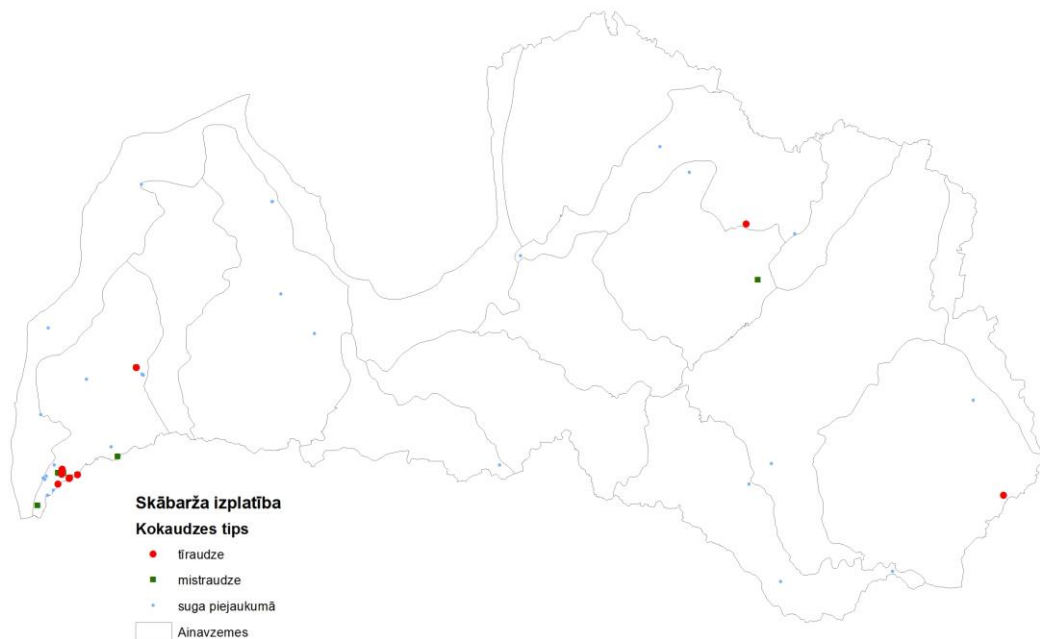 Skābarža izplatība
Kokaudzes tips
tīraudze
mistraudze
suga piejaukumā
Ainavzemes